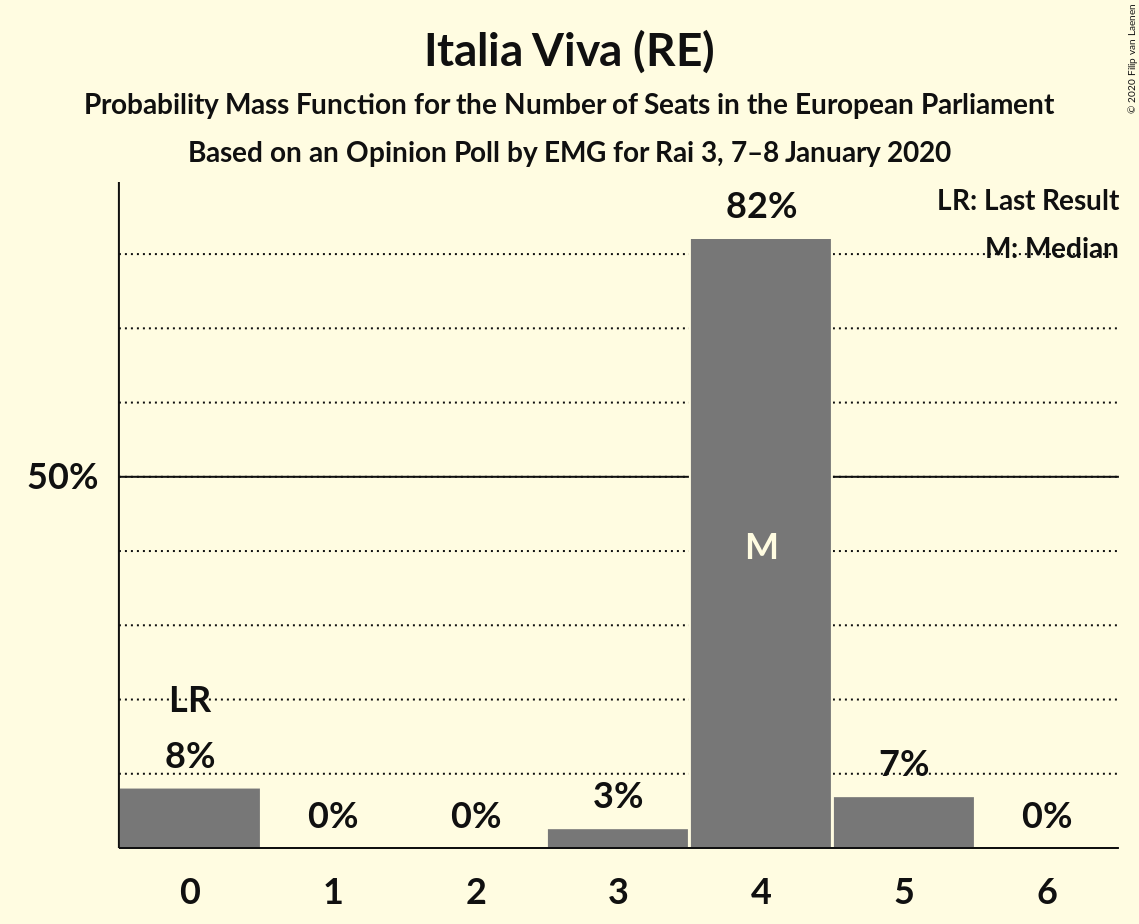 Italia Viva (RE)
Probability Mass Function for the Number of Seats in the European Parliament
Based on an Opinion Poll by EMG for Rai 3, 7–8 January 2020
© 2020 Filip van Laenen
LR: Last Result
M: Median
82%
50%
M
LR
8%
0%
0%
3%
7%
0%
0
1
2
3
4
5
6